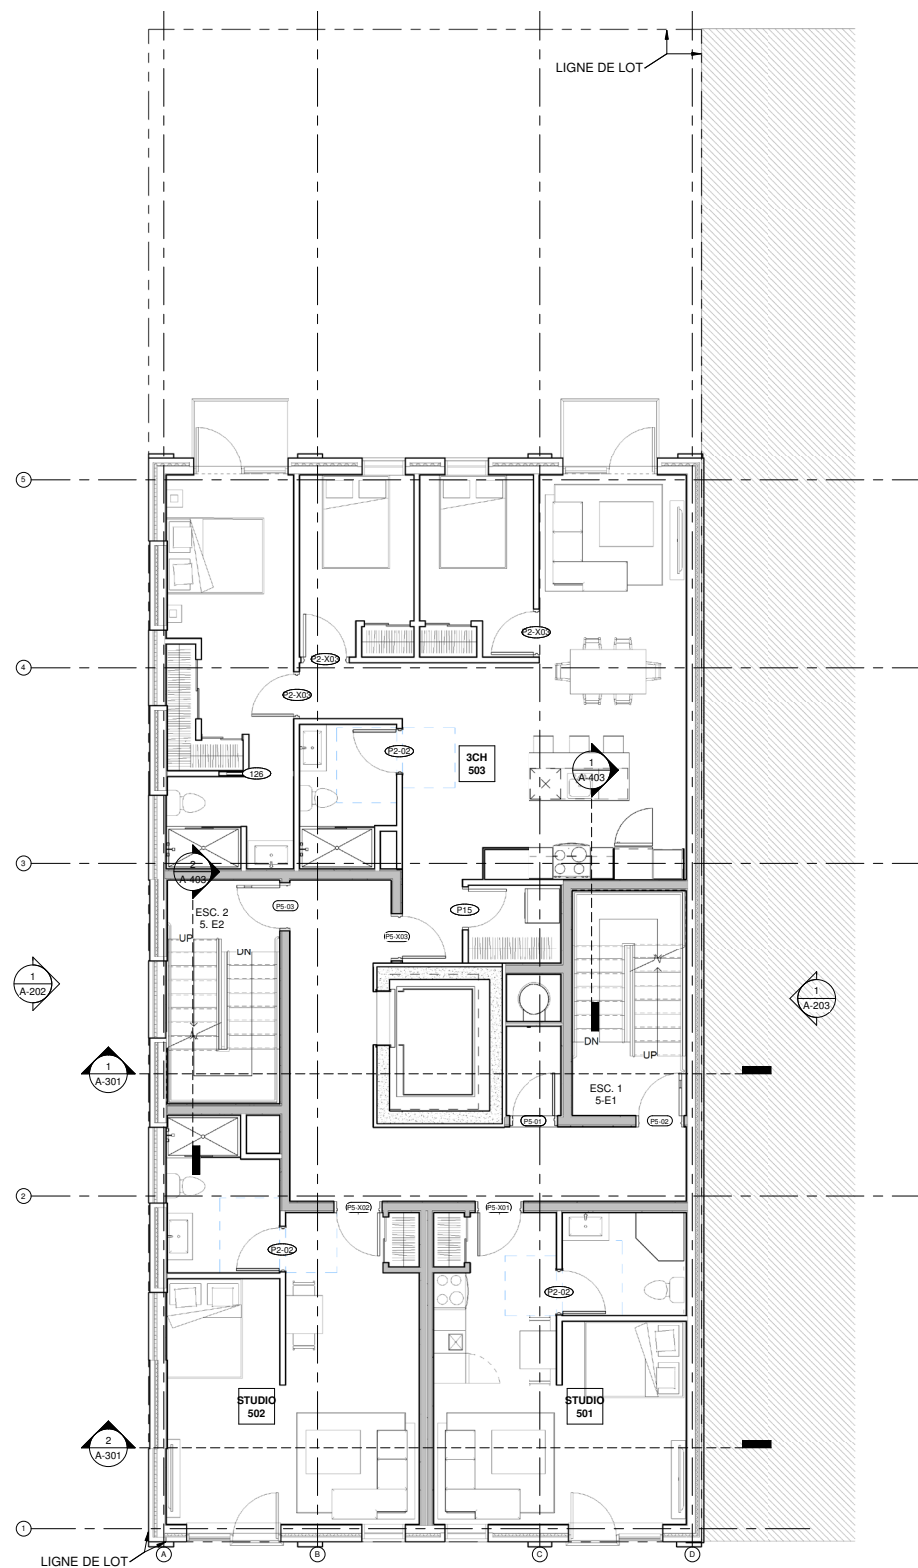 LIGNE DE LOT
5
P2-X03
P2-X03
4
P2-X03
P2-02
3CH
503
1
A-403
126
3
2
A-403
P5-03
ESC. 2
5. E2
P15
UP
DN
P5-X03
1
A-202
1
A-203
DN
UP
1
A-301
ESC. 1
5-E1
P5-01
P5-02
2
P5-X02
P5-X01
P2-02
P2-02
STUDIO
502
STUDIO
501
2
A-301
1
A
B
C
D
LIGNE DE LOT